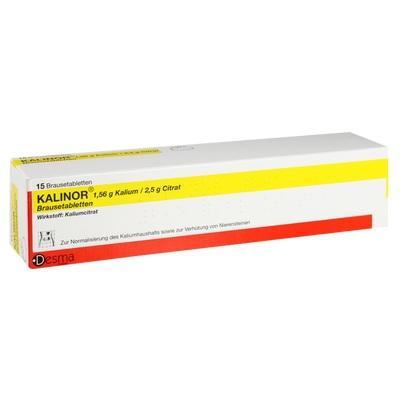 15 Brausetabletten
KALINOR® 1,56 g Kalium / 2,5 g Citrat
Brausetabletten
Wirkstoff: Kaliumcitrat
Zur Normalisierung des Kaliumhaushalts sowie zur Verhütung von Nierensteinen
Desma